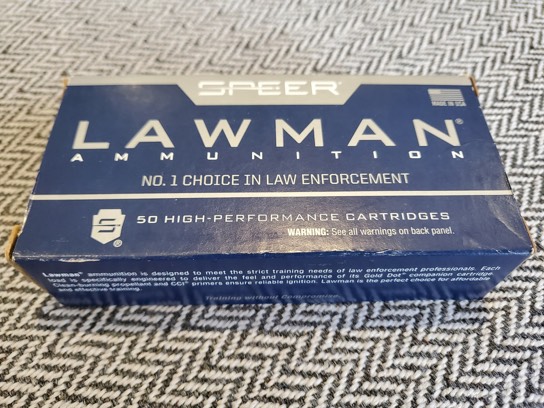 SPEER®
MADE IN USA
LAWMAN®
AMMUNITION
NO. 1 CHOICE IN LAW ENFORCEMENT
50 HIGH-PERFORMANCE CARTRIDGES
WARNING: See all warnings on back panel.
®
Lawman® ammunition is designed to meet the strict training needs of law enforcement professionals. Each
load is specifically engineered to deliver the feel and performance of its Gold Dot® companion cartridge.
Clean-burning propellant and CCI® primers ensure reliable ignition. Lawman is the perfect choice for affordable
and effective training.
Training without Compromise.